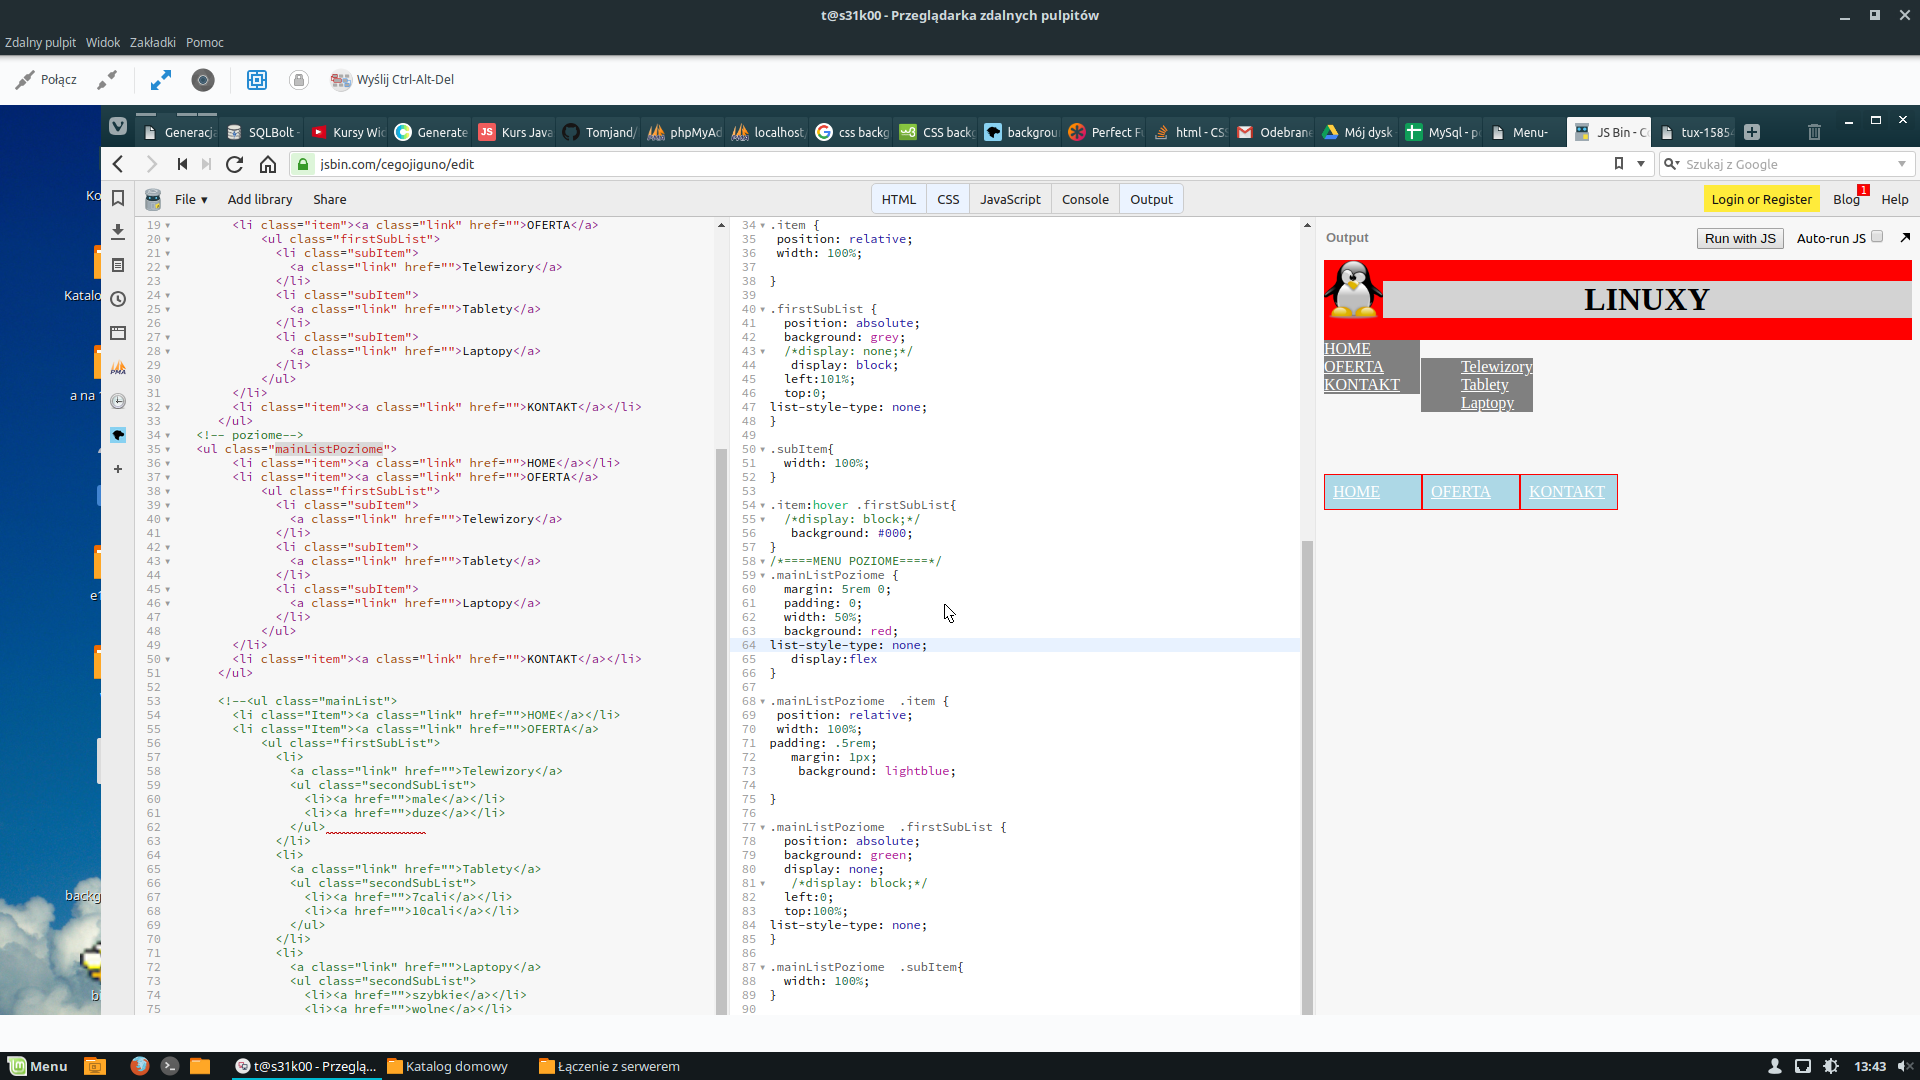 t@s31k00 - Przeglądarka zdalnych pulpitów
Zdalny pulpit Widok Zakładki Pomoc
Połącz Wyślij Ctrl-Alt-Del
Generacj SQLBolt - Kursy Wi Generate JS Kurs Java Tomjand/ phpMyAd localhost css backg CSS back backgrou Perfect F html - CS Odebran Mój dysk MySql - p Menu- JS Bin - C tux-1585
jsbin.com/cegojiguno/edit Szukaj z Google
File ▾ Add library Share HTML CSS JavaScript Console Output Login or Register Blog 1 Help
19 <li class="item"><a class="link" href="">OFERTA</a>
20 <ul class="firstSubList">
21 <li class="subItem">
22 <a class="link" href="">Telewizory</a>
23 </li>
24 <li class="subItem">
25 <a class="link" href="">Tablety</a>
26 </li>
27 <li class="subItem">
28 <a class="link" href="">Laptopy</a>
29 </li>
30 </ul>
31 </li>
32 <li class="item"><a class="link" href="">KONTAKT</a></li>
33 </ul>
34 <!-- poziome-->
35 <ul class="mainListPoziome">
36 <li class="item"><a class="link" href="">HOME</a></li>
37 <li class="item"><a class="link" href="">OFERTA</a>
38 <ul class="firstSubList">
39 <li class="subItem">
40 <a class="link" href="">Telewizory</a>
41 </li>
42 <li class="subItem">
43 <a class="link" href="">Tablety</a>
44 </li>
45 <li class="subItem">
46 <a class="link" href="">Laptopy</a>
47 </li>
48 </ul>
49 </li>
50 <li class="item"><a class="link" href="">KONTAKT</a></li>
51 </ul>
52
53 <!--<ul class="mainList">
54 <li class="Item"><a class="link" href="">HOME</a></li>
55 <li class="Item"><a class="link" href="">OFERTA</a>
56 <ul class="firstSubList">
57 <li>
58 <a class="link" href="">Telewizory</a>
59 <ul class="secondSubList">
60 <li><a href="">male</a></li>
61 <li><a href="">duze</a></li>
62 </ul>
63 </li>
64 <li>
65 <a class="link" href="">Tablety</a>
66 <ul class="secondSubList">
67 <li><a href="">7cali</a></li>
68 <li><a href="">10cali</a></li>
69 </ul>
70 </li>
71 <li>
72 <a class="link" href="">Laptopy</a>
73 <ul class="secondSubList">
74 <li><a href="">szybkie</a></li>
75 <li><a href="">wolne</a></li>
34 .item {
35 position: relative;
36 width: 100%;
37
38 }
39
40 .firstSubList {
41 position: absolute;
42 background: grey;
43 /*display: none;*/
44 display: block;
45 left:101%;
46 top:0;
47 list-style-type: none;
48 }
49
50 .subItem{
51 width: 100%;
52 }
53
54 .item:hover .firstSubList{
55 /*display: block;*/
56 background: #000;
57 }
58 /*====MENU POZIOME====*/
59 .mainListPoziome {
60 margin: 5rem 0;
61 padding: 0;
62 width: 50%;
63 background: red;
64 list-style-type: none;
65 display:flex
66 }
67
68 .mainListPoziome .item {
69 position: relative;
70 width: 100%;
71 padding: .5rem;
72 margin: 1px;
73 background: lightblue;
74
75 }
76
77 .mainListPoziome .firstSubList {
78 position: absolute;
79 background: green;
80 display: none;
81 /*display: block;*/
82 left:0;
83 top:100%;
84 list-style-type: none;
85 }
86
87 .mainListPoziome .subItem{
88 width: 100%;
89 }
90
Output Run with JS Auto-run JS
LINUXY
HOME
OFERTA Telewizory
KONTAKT Tablety
Laptopy
HOME OFERTA KONTAKT
Ko
Katalo
PMA
a na
e1
backg
bi
Menu t@s31k00 - Przeglą... Katalog domowy Łączenie z serwerem 13:43